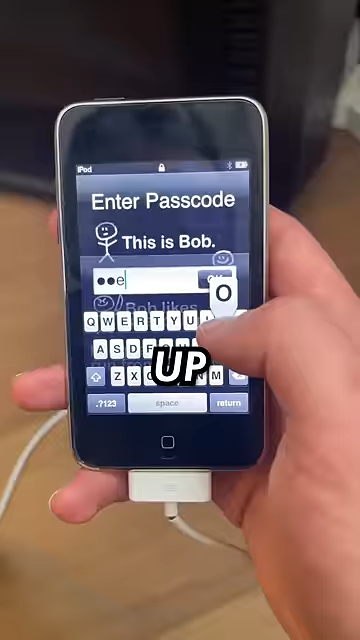 iPod
Enter Passcode
This is Bob.
●●e
O
Bob likes
Q W E R T Y U
A S D F
UP
Z X C N M
.?123 space return